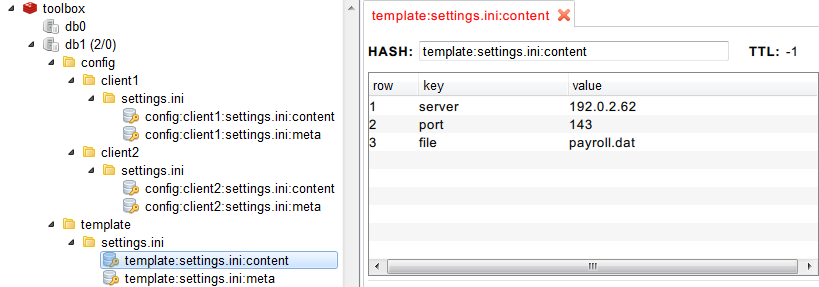 toolbox
db0
db1 (2/0)
config
client1
settings.ini
config:client1:settings.ini:content
config:client1:settings.ini:meta
client2
settings.ini
config:client2:settings.ini:content
config:client2:settings.ini:meta
template
settings.ini
template:settings.ini:content
template:settings.ini:meta
template:settings.ini:content
HASH: template:settings.ini:content TTL: -1
row key value
1 server 192.0.2.62
2 port 143
3 file payroll.dat